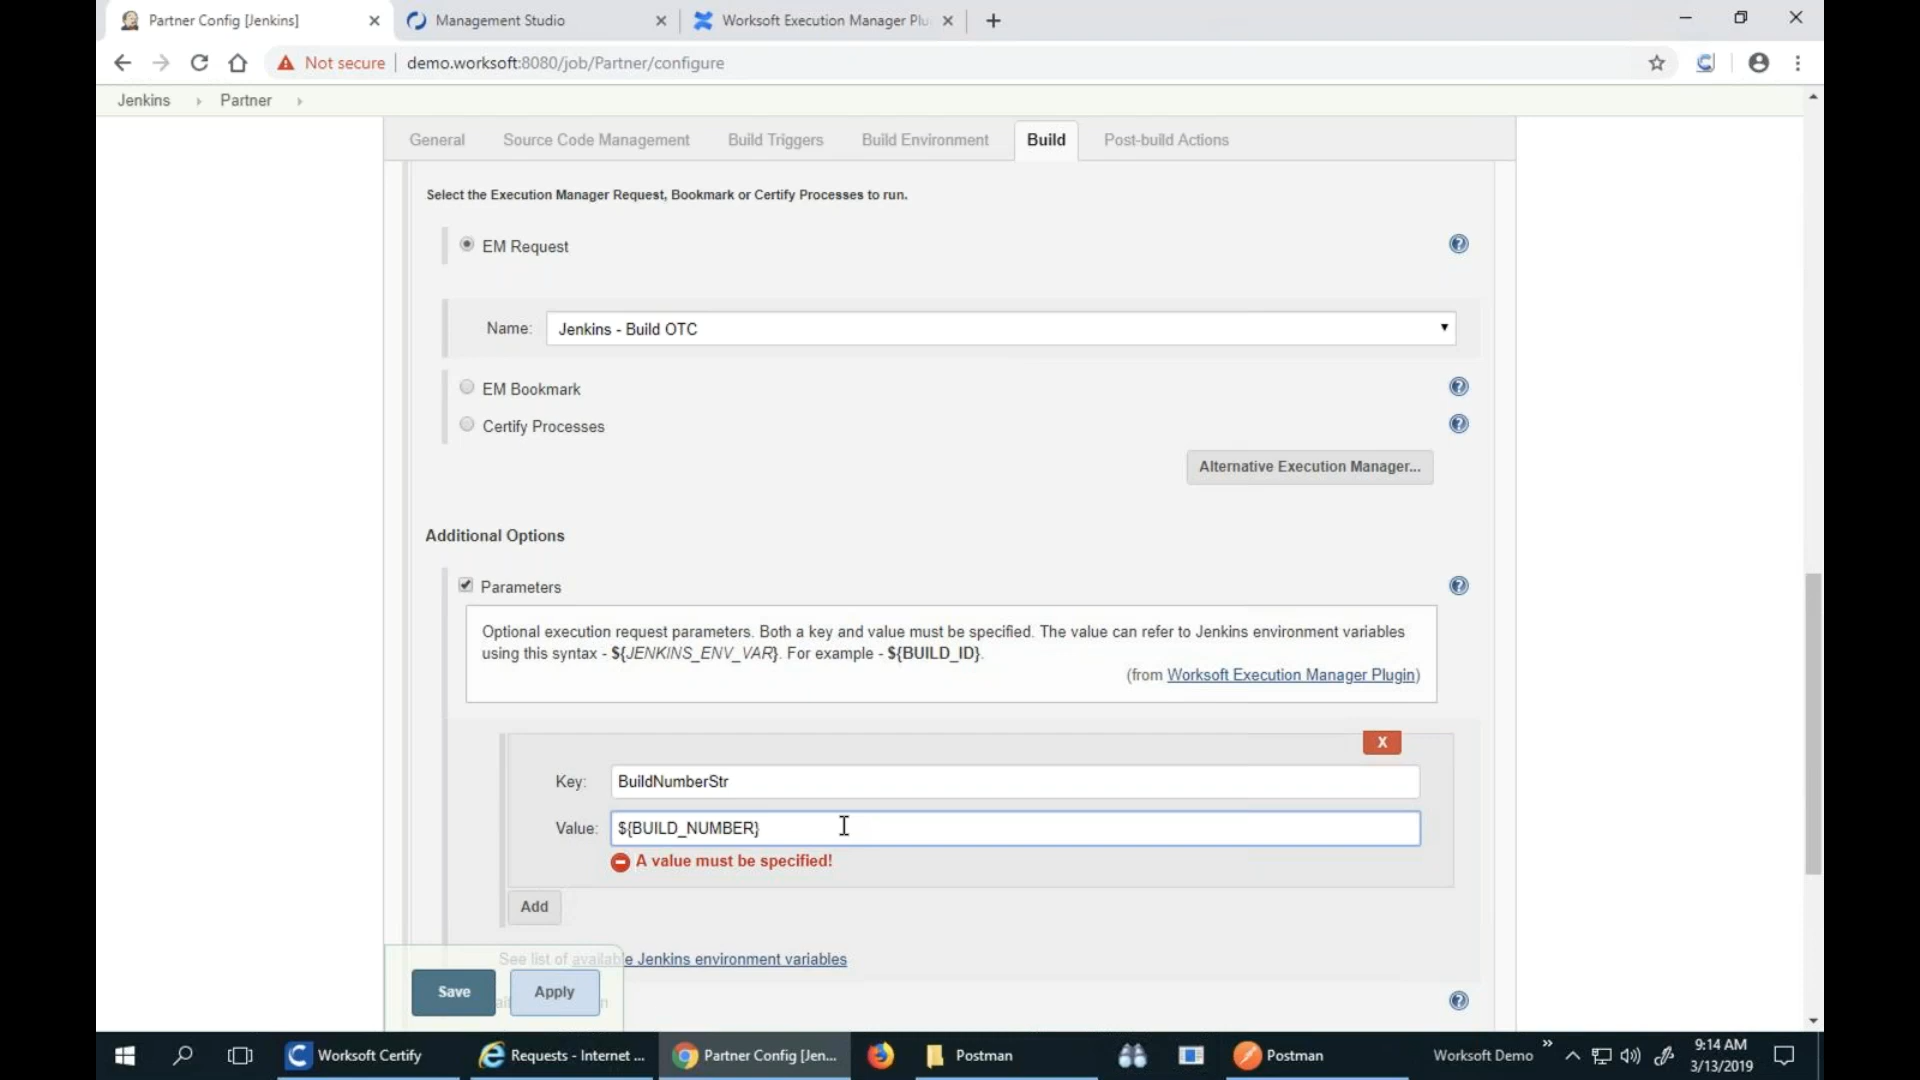 Partner Config [Jenkins]
Management Studio
Worksoft Execution Manager Plu
Not secure
demo.worksoft:8080/job/Partner/configure
Jenkins
Partner
General
Source Code Management
Build Triggers
Build Environment
Build
Post-build Actions
Select the Execution Manager Request, Bookmark or Certify Processes to run.
EM Request
Name:
Jenkins - Build OTC
EM Bookmark
Certify Processes
Alternative Execution Manager...
Additional Options
Parameters
Optional execution request parameters. Both a key and value must be specified. The value can refer to Jenkins environment variables
using this syntax - ${JENKINS_ENV_VAR}. For example - ${BUILD_ID}.
(from Worksoft Execution Manager Plugin)
X
Key:
BuildNumberStr
Value:
${BUILD_NUMBER}
A value must be specified!
Add
See list of available Jenkins environment variables
Save
Apply
Worksoft Certify
Requests - Internet ...
Partner Config [Jen...
Postman
Postman
Worksoft Demo
9:14 AM
3/13/2019